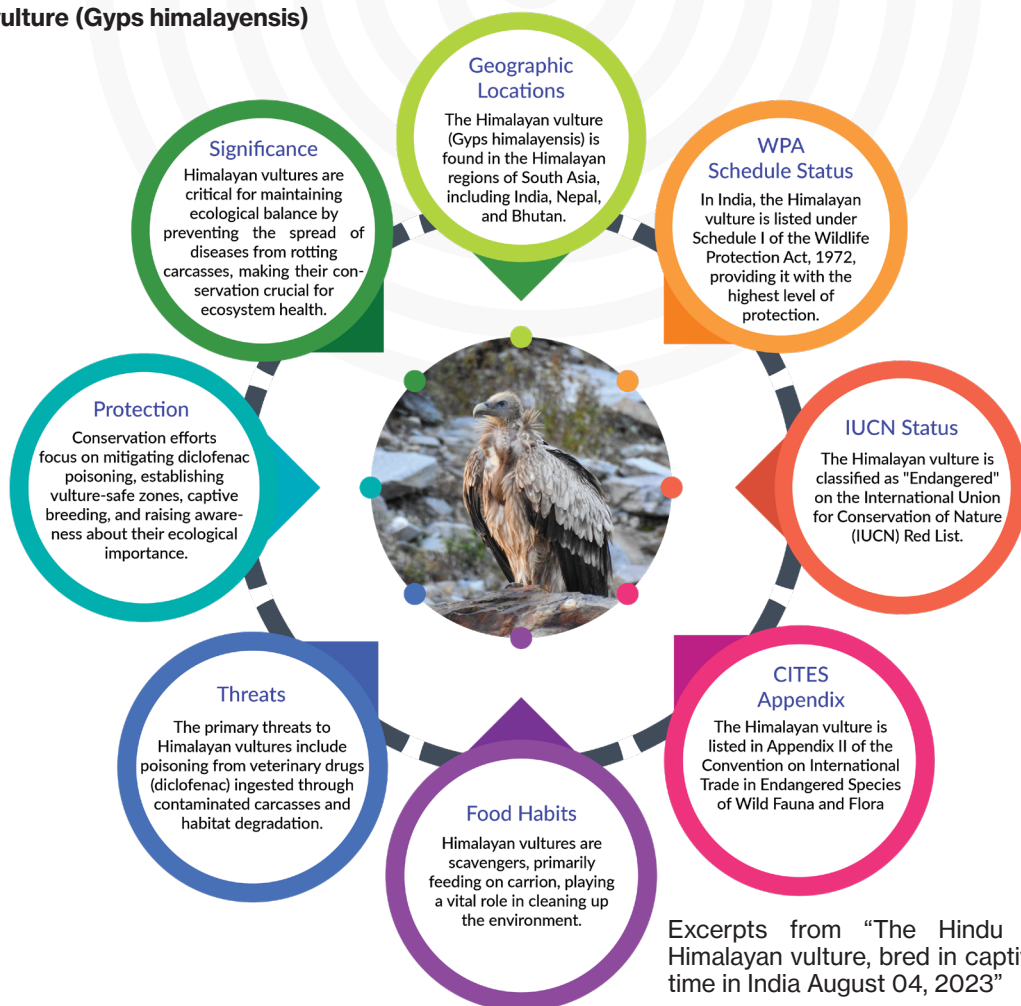 (Gyps himalayensis)
Geographic
Locations
The Himalayan vulture
(Gyps himalayensis) is
found in the Himalayan
regions of South Asia,
including India, Nepal,
and Bhutan.
WPA
Schedule Status
In India, the Himalayan
vulture is listed under
Schedule I of the Wildlife
Protection Act, 1972,
providing it with the
highest level of
protection.
IUCN Status
The Himalayan vulture is
classified as "Endangered"
on the International Union
for Conservation of Nature
(IUCN) Red List.
CITES
Appendix
The Himalayan vulture is
listed in Appendix II of the
Convention on International
Trade in Endangered Species
of Wild Fauna and Flora
Food Habits
Himalayan vultures are
scavengers, primarily
feeding on carrion, playing
a vital role in cleaning up
the environment.
Threats
The primary threats to
Himalayan vultures include
poisoning from veterinary drugs
(diclofenac) ingested through
contaminated carcasses and
habitat degradation.
Protection
Conservation efforts
focus on mitigating diclofenac
poisoning, establishing
vulture-safe zones, captive
breeding, and raising aware-
ness about their ecological
importance.
Significance
Himalayan vultures are
critical for maintaining
ecological balance by
preventing the spread of
diseases from rotting
carcasses, making their con-
servation crucial for
ecosystem health.
Excerpts from “The Hindu
Himalayan vulture, bred in
time in India August 04, 2023”